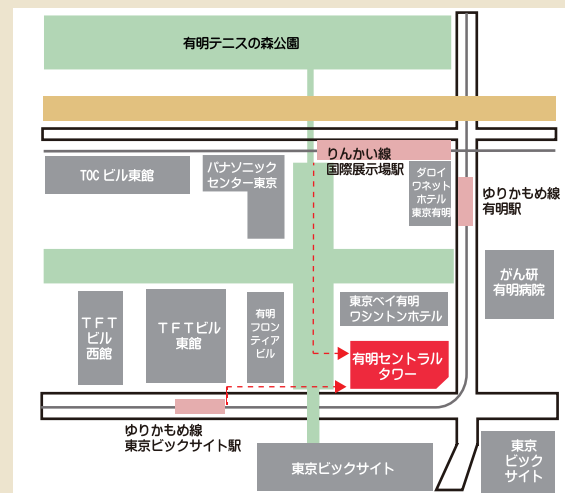 有明テニスの森公園
りんかい線
国際展示場駅
TOCビル東館
パナソニック
センター東京
ダロイ
ワネット
ホテル
東京有明
ゆりかもめ線
有明駅
がん研
有明病院
TFT
ビル
西館
TFTビル
東館
有明
フロン
ティア
ビル
東京ベイ有明
ワシントンホテル
有明セントラル
タワー
ゆりかもめ線
東京ビックサイト駅
東京ビックサイト
東京
ビック
サイト